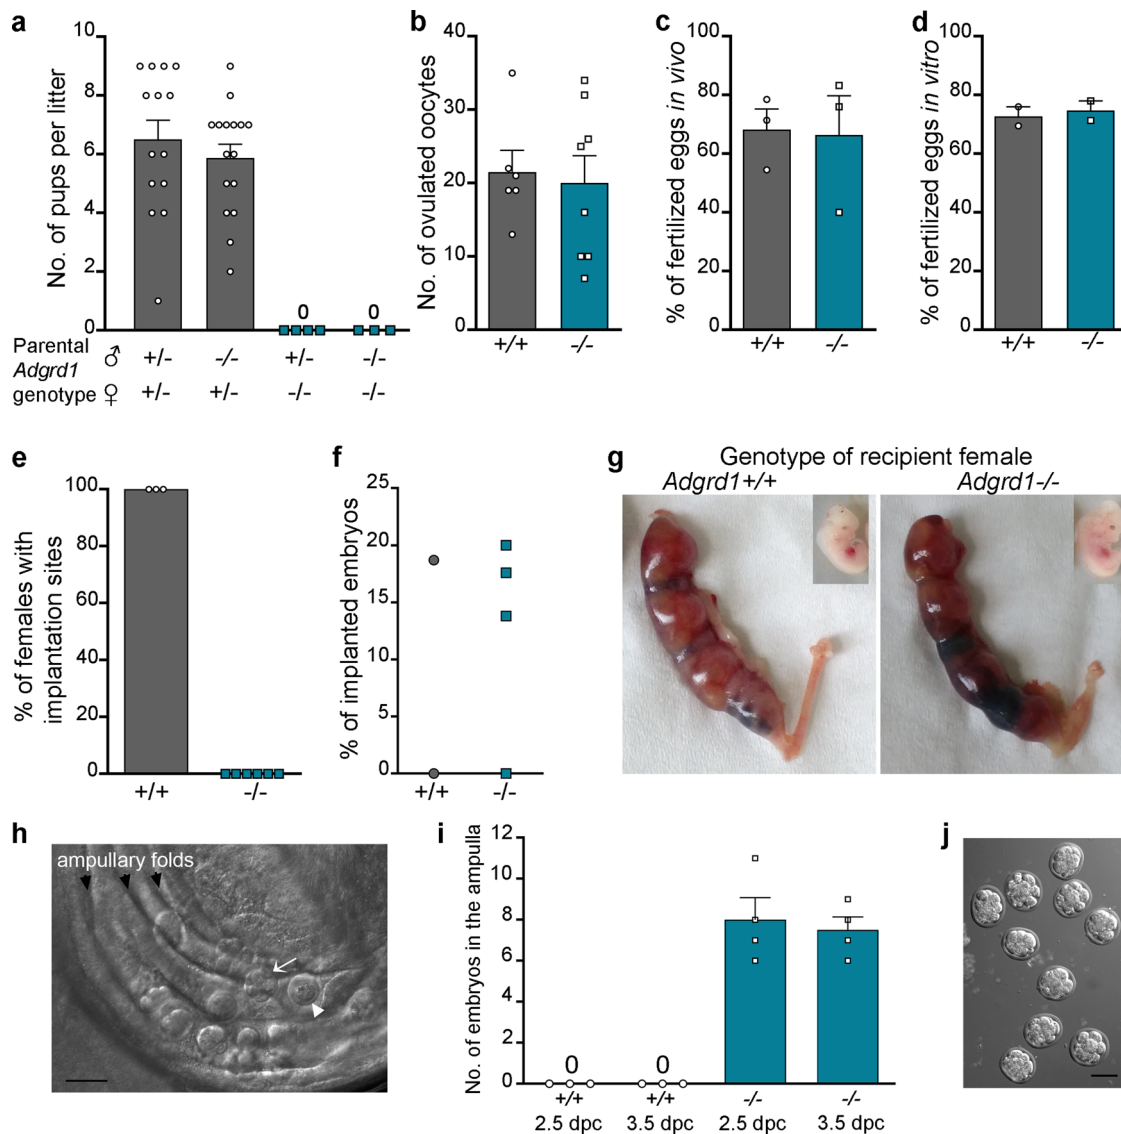 a
No. of pups per litter
10
8
6
4
2
0
0 0
Parental
Adgrd1
genotype
♂ +/- -/- +/- -/-
♀ +/- +/- -/- -/-
b
No. of ovulated oocytes
40
30
20
10
0
+/+ -/-
c
% of fertilized eggs in vivo
100
80
60
40
20
0
+/+ -/-
d
% of fertilized eggs in vitro
100
80
60
40
20
0
+/+ -/-
e
% of females with
implantation sites
100
80
60
40
20
0
+/+ -/-
f
% of implanted embryos
25
20
15
10
5
0
+/+ -/-
g
Genotype of recipient female
Adgrd1+/+ Adgrd1-/-
h
ampullary folds
i
No. of embryos in the ampulla
12
10
8
6
4
2
0
0 0
+/+ +/+ -/- -/-
2.5 dpc 3.5 dpc 2.5 dpc 3.5 dpc
j